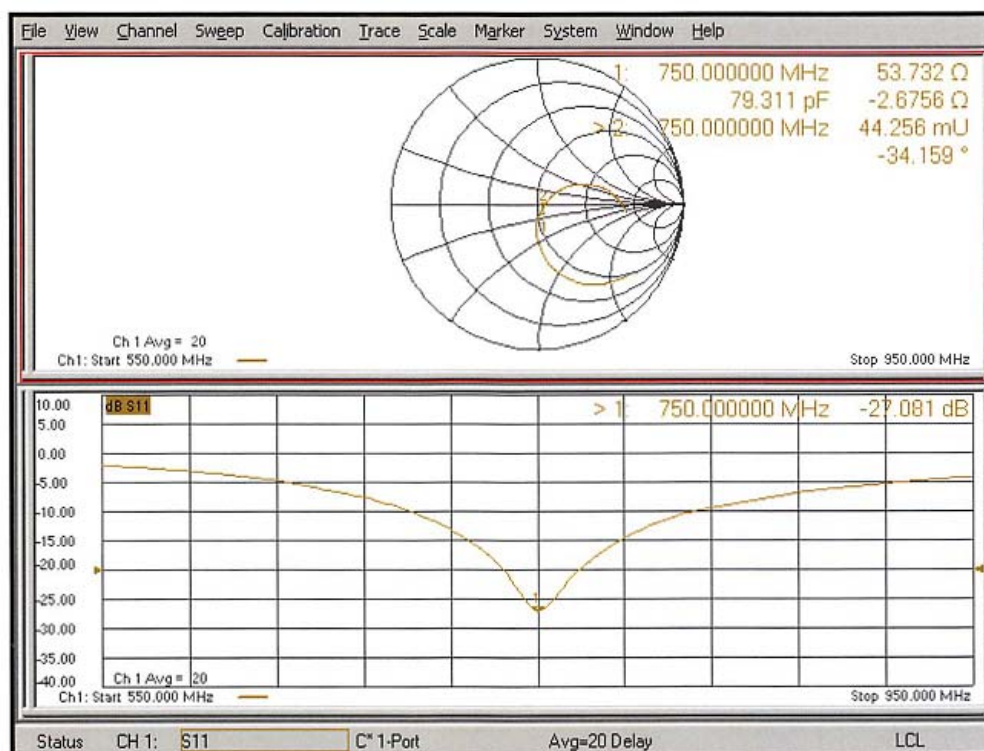 File View Channel Sweep Calibration Trace Scale Marker System Window Help
1: 750.000000 MHz 53.732 Ω
79.311 pF -2.6756 Ω
> 2: 750.000000 MHz 44.256 mU
-34.159 °
Ch 1 Avg = 20
Ch1: Start 550.000 MHz
Stop 950.000 MHz
10.00
dB S11
> 1: 750.000000 MHz -27.081 dB
5.00
0.00
-5.00
-10.00
-15.00
-20.00
-25.00
1
-30.00
-35.00
-40.00
Ch 1 Avg = 20
Ch1: Start 550.000 MHz
Stop 950.000 MHz
Status CH 1: S11 C* 1-Port Avg=20 Delay LCL